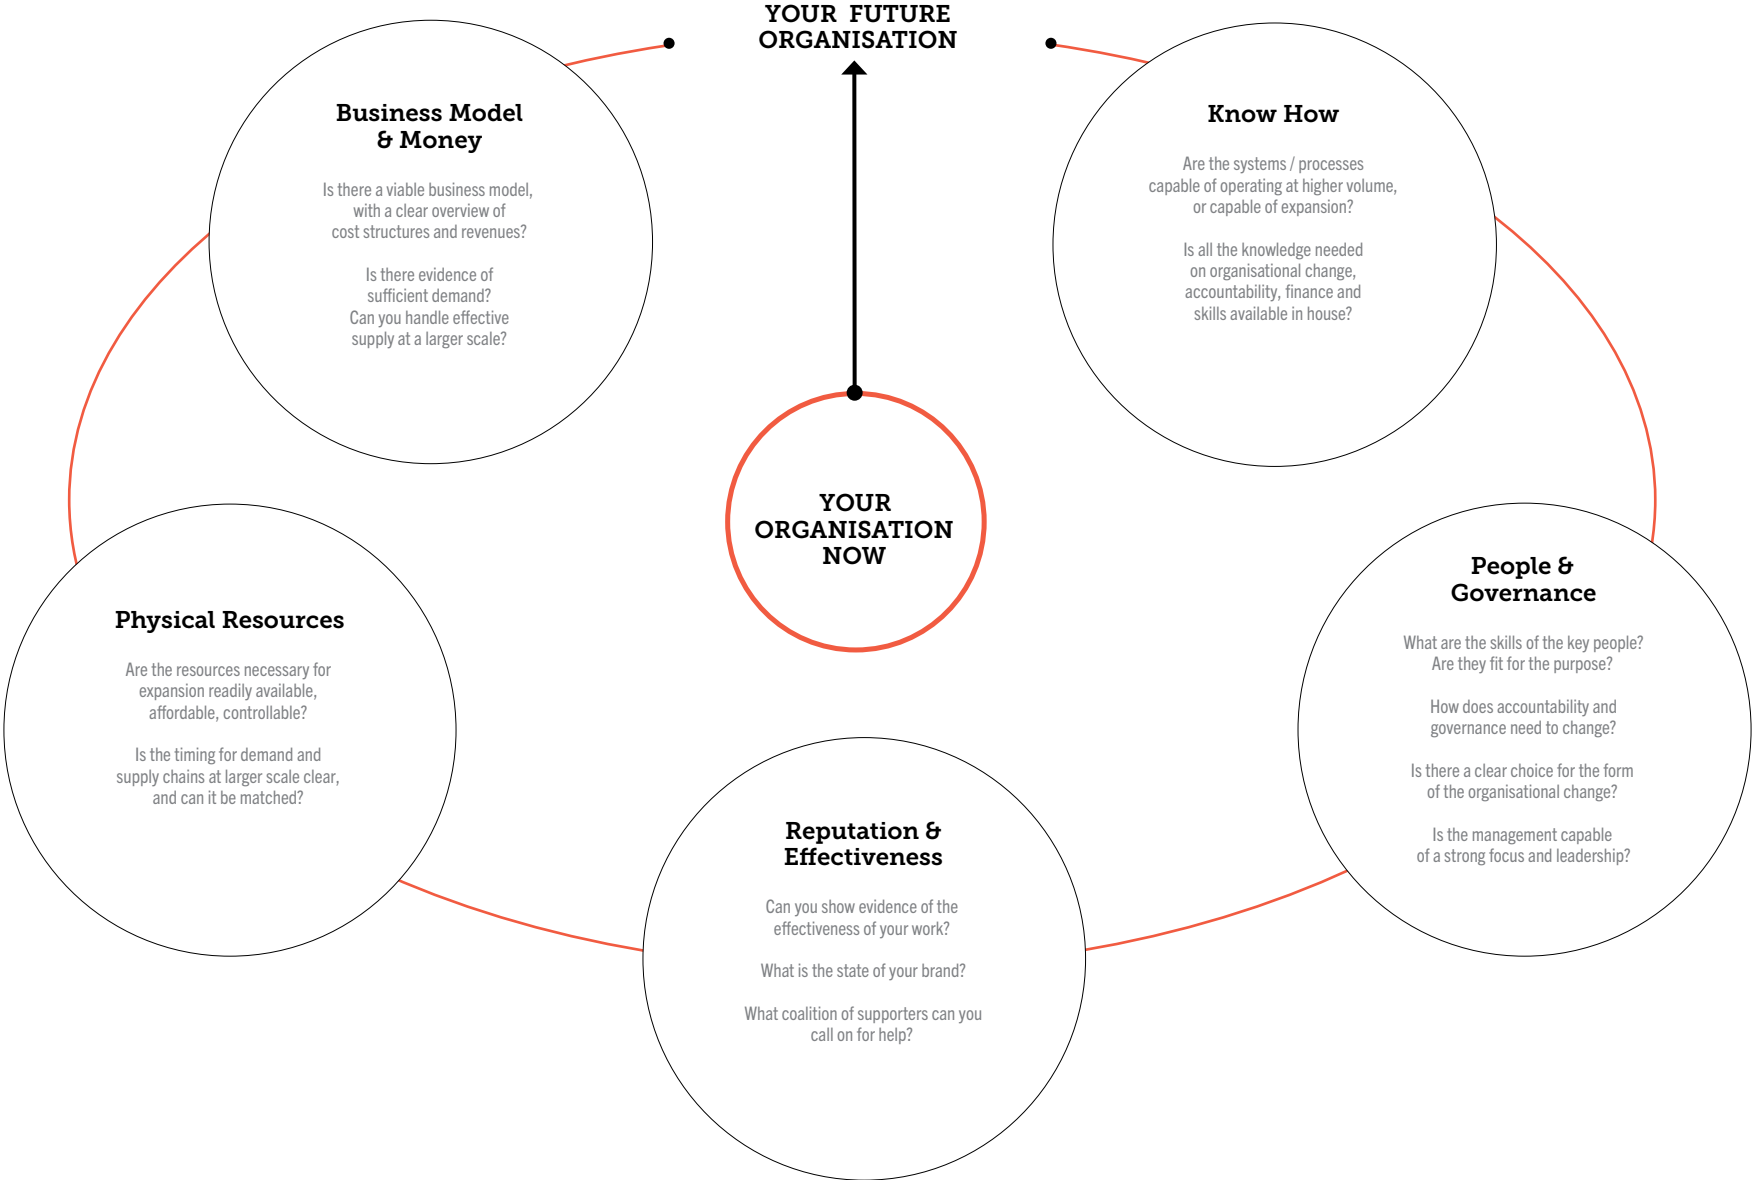 YOUR FUTURE
ORGANISATION
Business Model
& Money
Is there a viable business model,
with a clear overview of
cost structures and revenues?
Is there evidence of
sufficient demand?
Can you handle effective
supply at a larger scale?
Know How
Are the systems / processes
capable of operating at higher volume,
or capable of expansion?
Is all the knowledge needed
on organisational change,
accountability, finance and
skills available in house?
YOUR
ORGANISATION
NOW
Physical Resources
Are the resources necessary for
expansion readily available,
affordable, controllable?
Is the timing for demand and
supply chains at larger scale clear,
and can it be matched?
People &
Governance
What are the skills of the key people?
Are they fit for the purpose?
How does accountability and
governance need to change?
Is there a clear choice for the form
of the organisational change?
Is the management capable
of a strong focus and leadership?
Reputation &
Effectiveness
Can you show evidence of the
effectiveness of your work?
What is the state of your brand?
What coalition of supporters can you
call on for help?